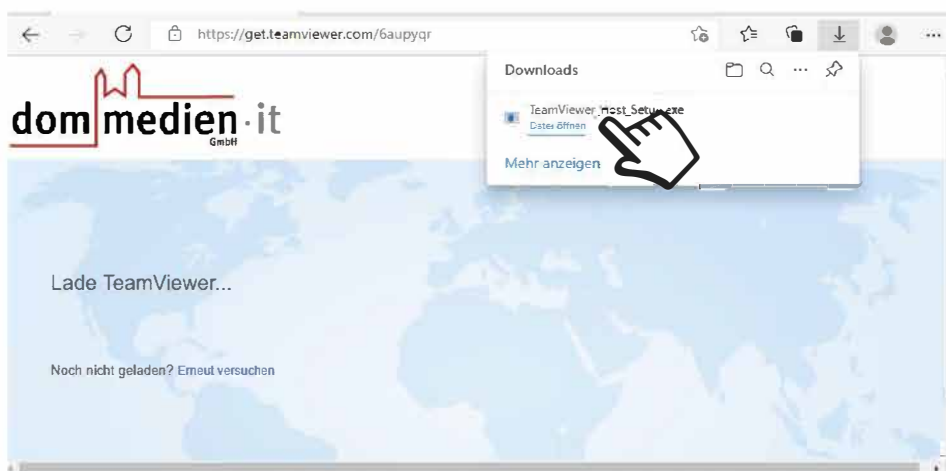 https://get.teamviewer.com/6aupyqr
dom medien·it
GmbH
Downloads
TeamViewer_Host_Setup.exe
Datei öffnen
Mehr anzeigen
Lade TeamViewer...
Noch nicht geladen? Erneut versuchen